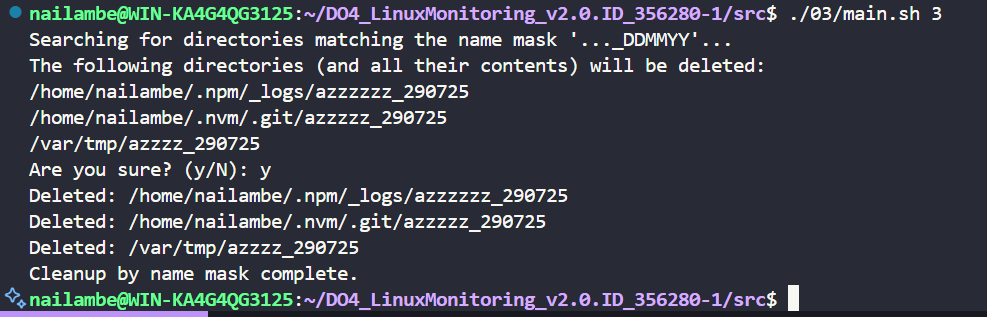 nailambe@WIN-KA4G4QG3125:~/DO4_LinuxMonitoring_v2.0.ID_356280-1/src$ ./03/main.sh 3
Searching for directories matching the name mask '..._DDMMYY'...
The following directories (and all their contents) will be deleted:
/home/nailambe/.npm/_logs/azzzzzz_290725
/home/nailambe/.nvm/.git/azzzzz_290725
/var/tmp/azzzz_290725
Are you sure? (y/N): y
Deleted: /home/nailambe/.npm/_logs/azzzzzz_290725
Deleted: /home/nailambe/.nvm/.git/azzzzz_290725
Deleted: /var/tmp/azzzz_290725
Cleanup by name mask complete.
nailambe@WIN-KA4G4QG3125:~/DO4_LinuxMonitoring_v2.0.ID_356280-1/src$